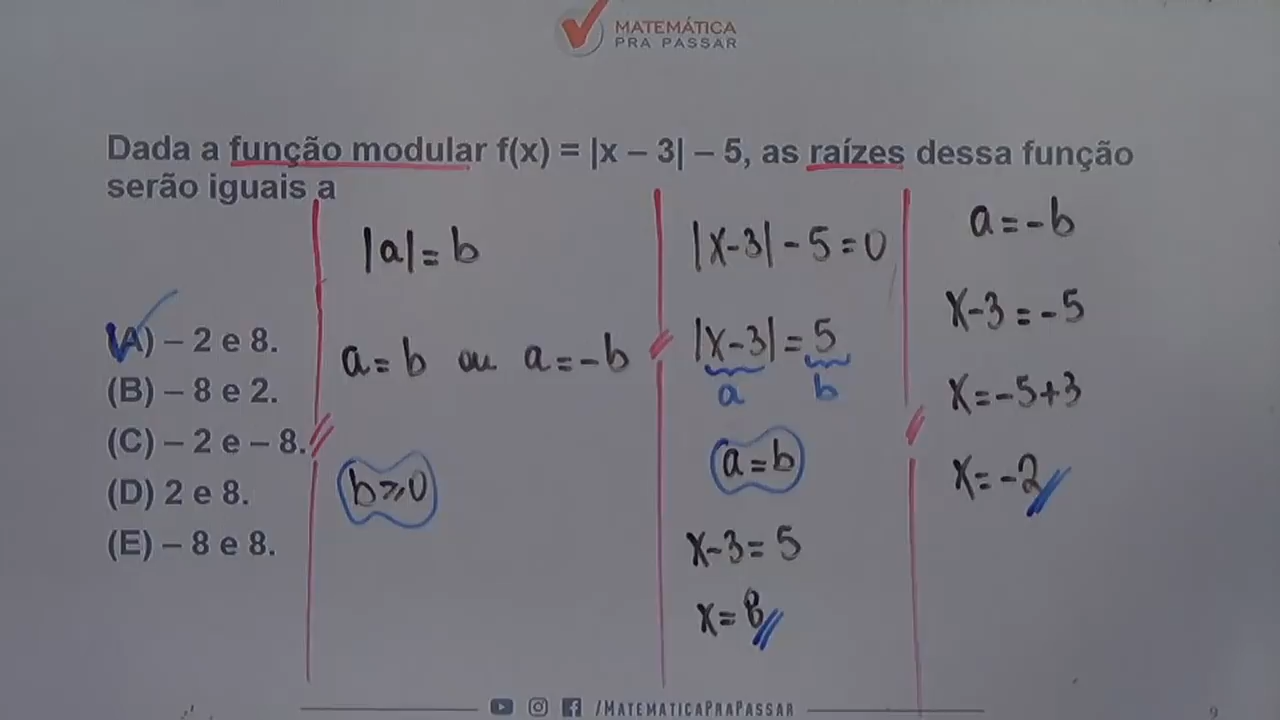 MATEMÁTICA
PRA PASSAR
Dada a função modular f(x) = |x – 3| – 5, as raízes dessa função
serão iguais a
(A) – 2 e 8.
(B) – 8 e 2.
(C) – 2 e – 8.
(D) 2 e 8.
(E) – 8 e 8.
|a| = b
a = b ou a = -b
b ⩾ 0
|x-3| - 5 = 0
|x-3| = 5
a b
a = b
x-3 = 5
x = 8
a = -b
x-3 = -5
x = -5+3
x = -2
/MATEMATICAPRAPASSAR
9